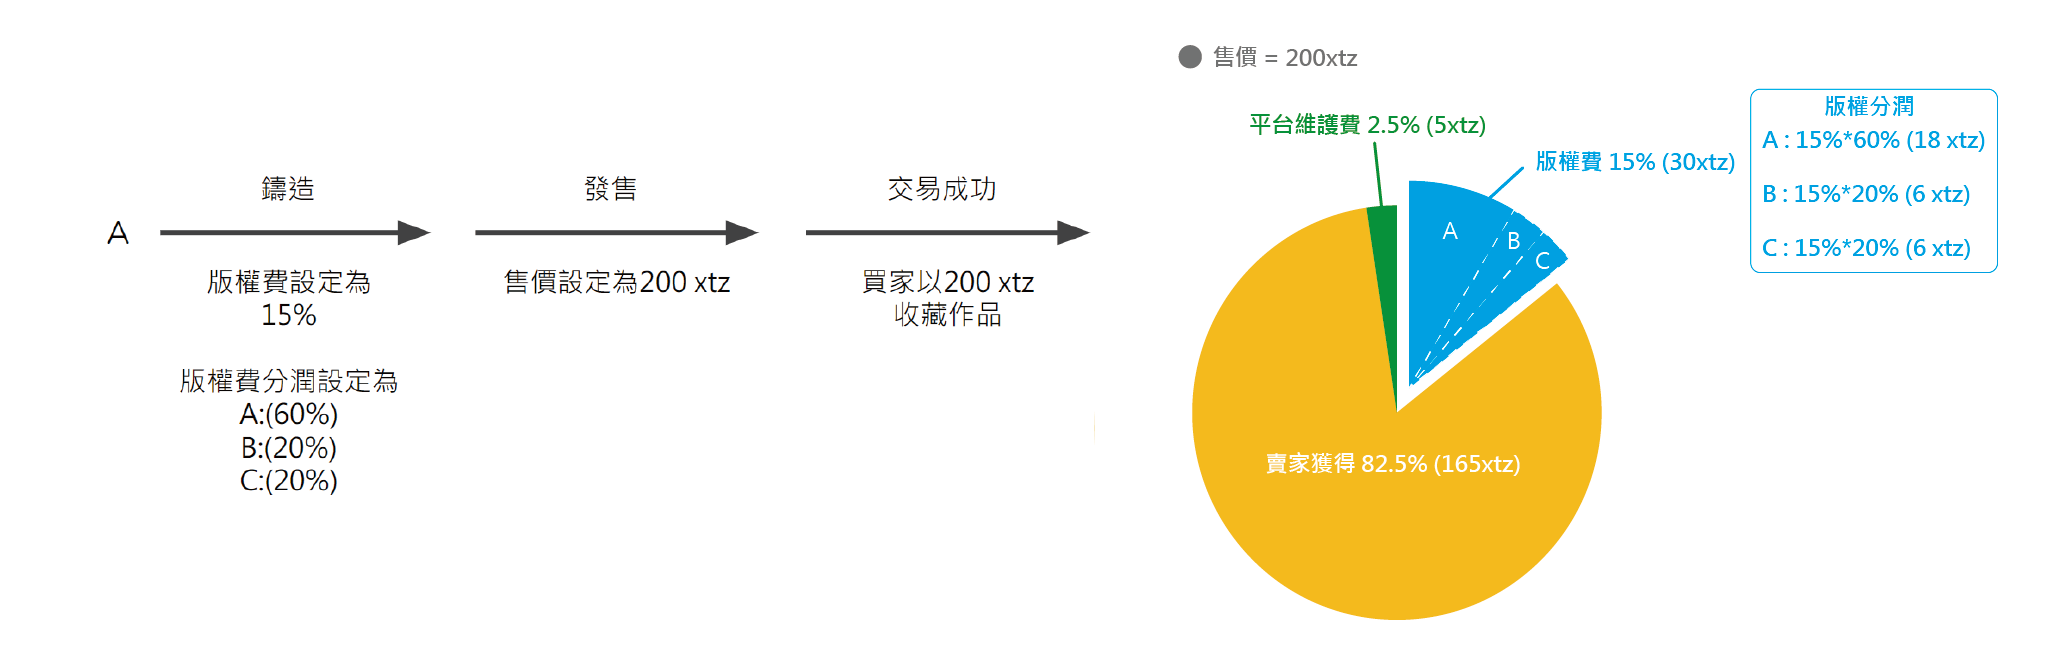 A
鑄造
版權費設定為
15%
版權費分潤設定為
A:(60%)
B:(20%)
C:(20%)
發售
售價設定為200 xtz
交易成功
買家以200 xtz
收藏作品
售價 = 200xtz
平台維護費 2.5% (5xtz)
版權費 15% (30xtz)
A
B
C
賣家獲得 82.5% (165xtz)
版權分潤
A : 15%*60% (18 xtz)
B : 15%*20% (6 xtz)
C : 15%*20% (6 xtz)